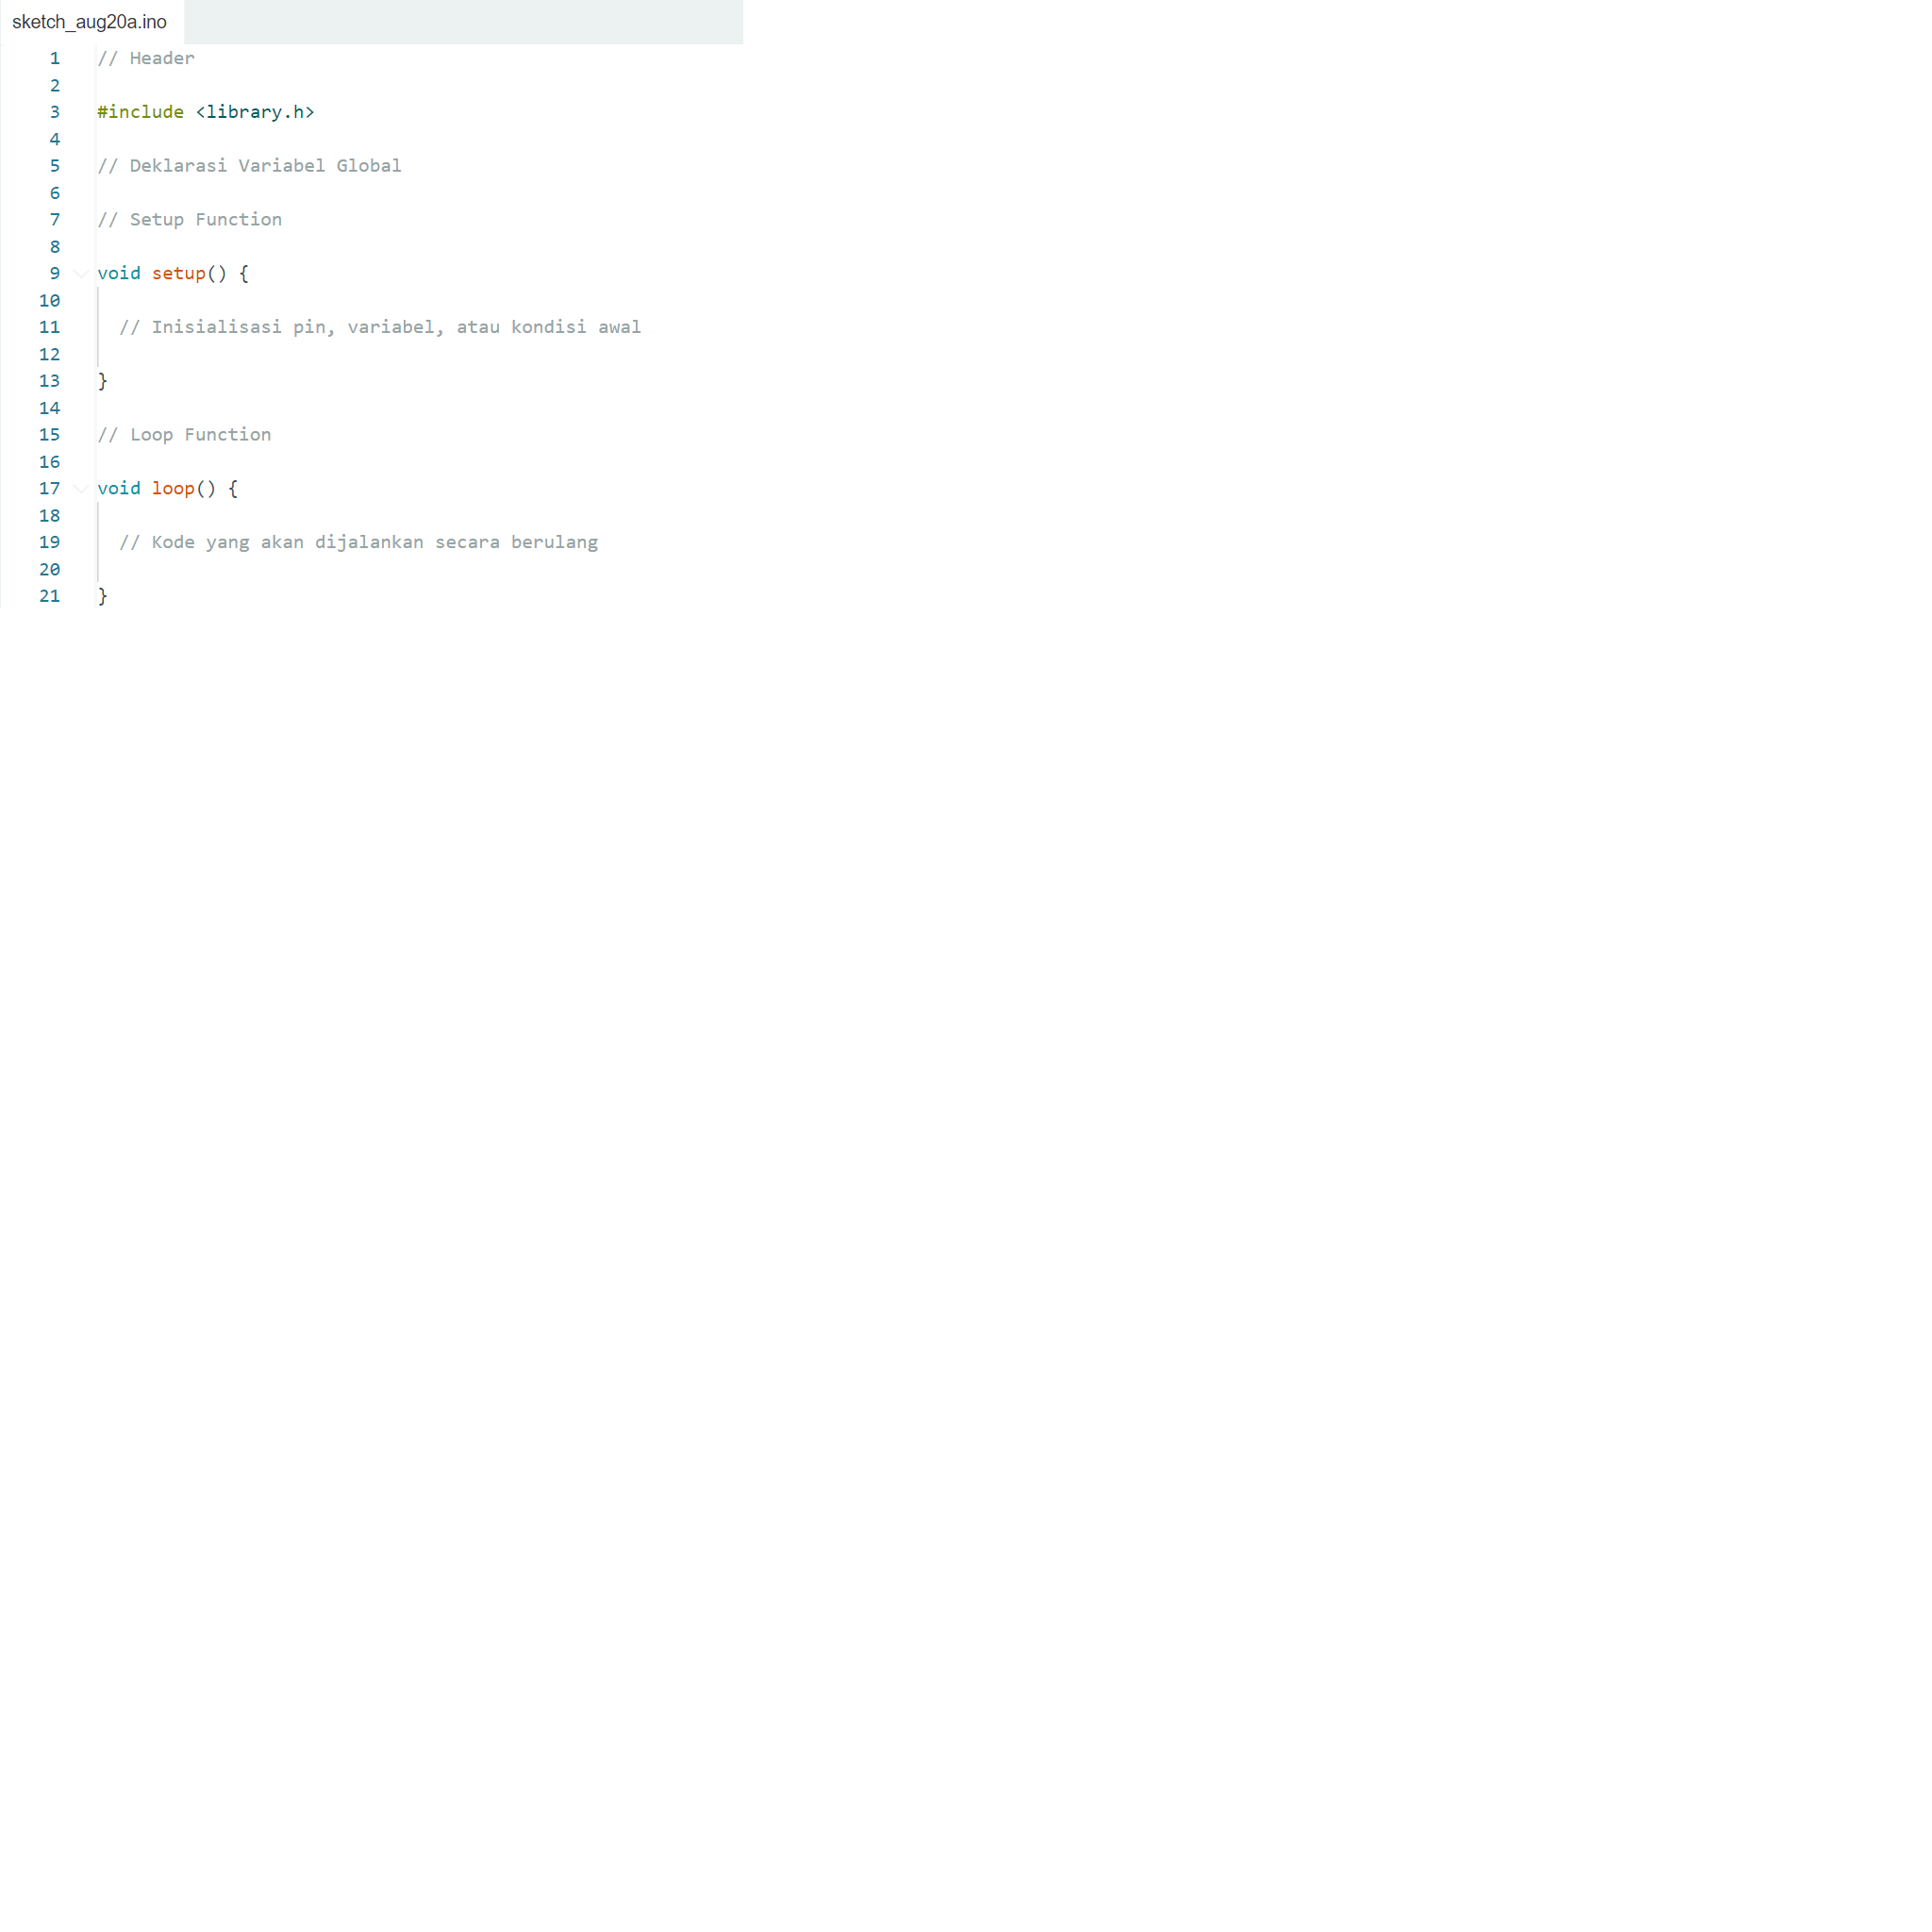 sketch_aug20a.ino
1 // Header
2
3 #include <library.h>
4
5 // Deklarasi Variabel Global
6
7 // Setup Function
8
9 void setup() {
10
11 // Inisialisasi pin, variabel, atau kondisi awal
12
13 }
14
15 // Loop Function
16
17 void loop() {
18
19 // Kode yang akan dijalankan secara berulang
20
21 }